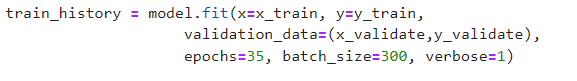 train_history = model.fit(x=x_train, y=y_train,
validation_data=(x_validate,y_validate),
epochs=35, batch_size=300, verbose=1)